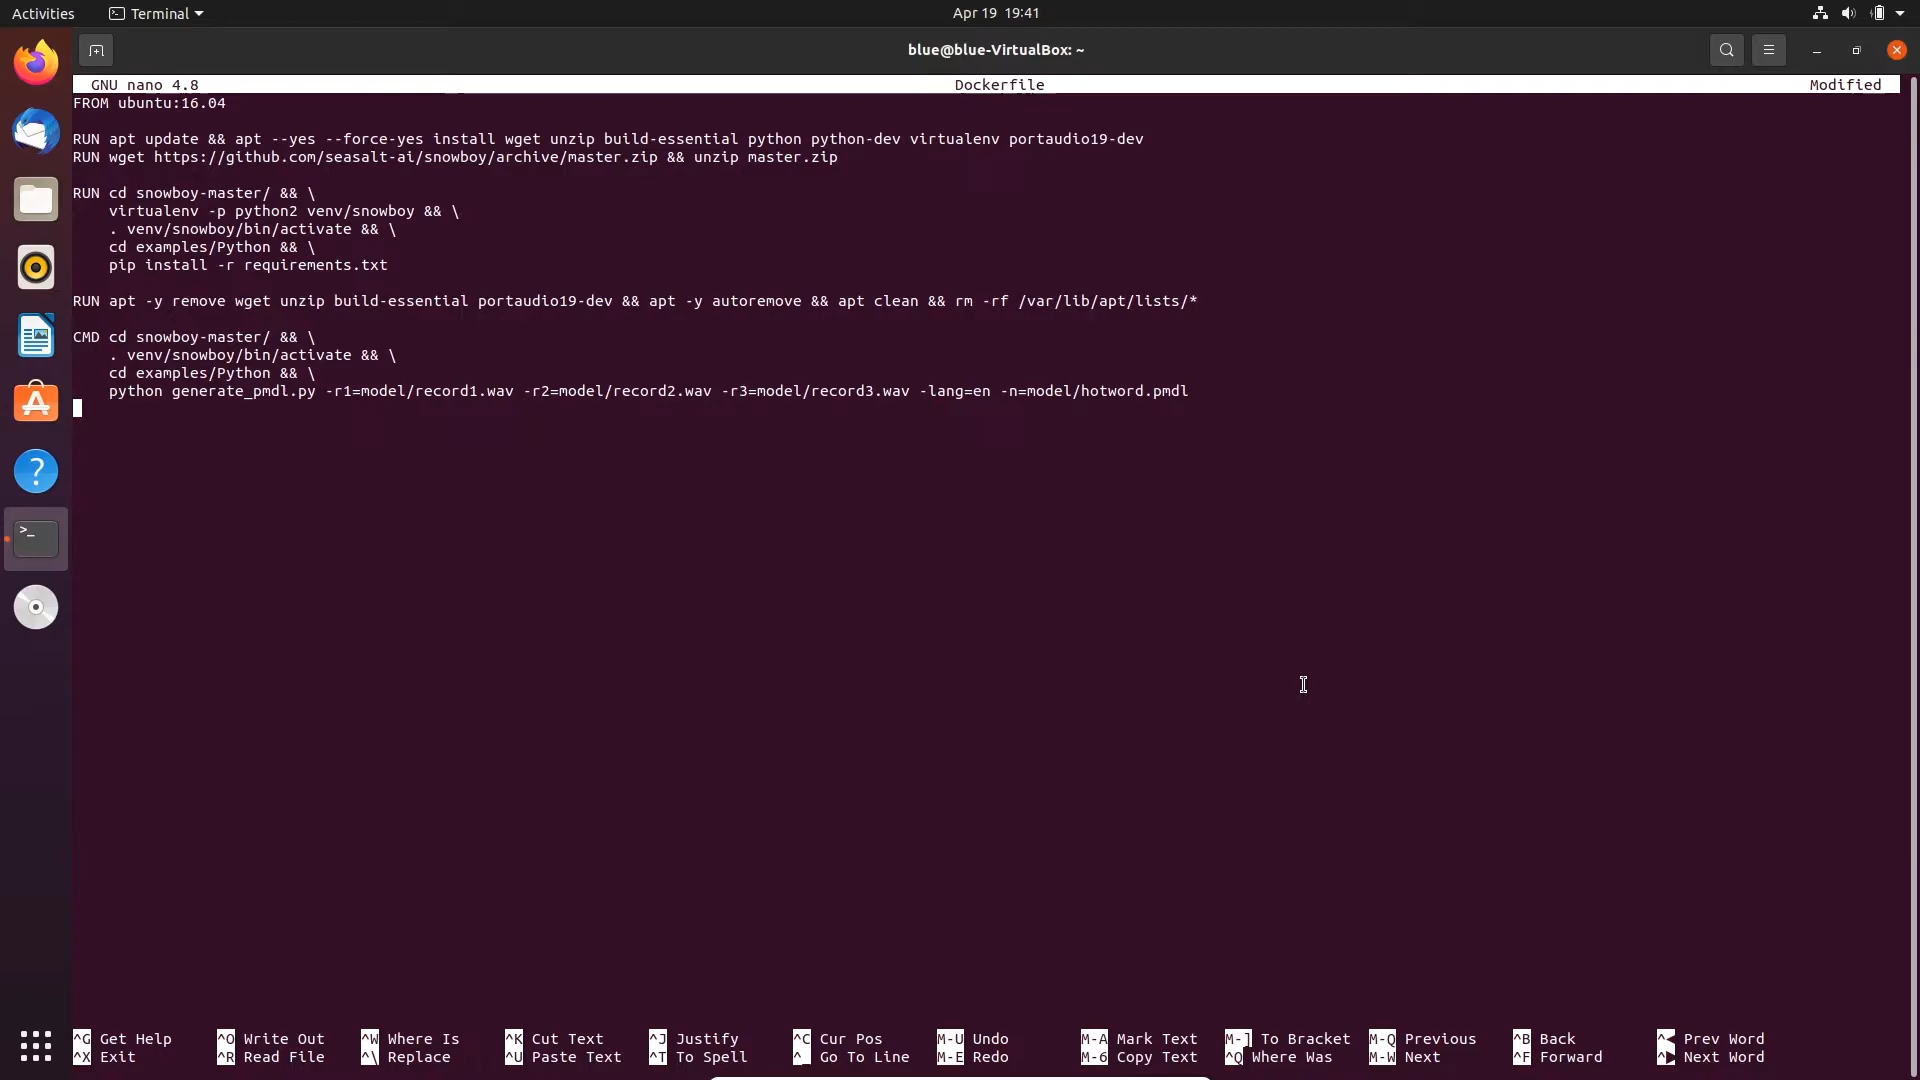 Activities Terminal Apr 19 19:41
blue@blue-VirtualBox: ~
GNU nano 4.8 Dockerfile Modified
FROM ubuntu:16.04
RUN apt update && apt --yes --force-yes install wget unzip build-essential python python-dev virtualenv portaudio19-dev
RUN wget https://github.com/seasalt-ai/snowboy/archive/master.zip && unzip master.zip
RUN cd snowboy-master/ && \
virtualenv -p python2 venv/snowboy && \
. venv/snowboy/bin/activate && \
cd examples/Python && \
pip install -r requirements.txt
RUN apt -y remove wget unzip build-essential portaudio19-dev && apt -y autoremove && apt clean && rm -rf /var/lib/apt/lists/*
CMD cd snowboy-master/ && \
. venv/snowboy/bin/activate && \
cd examples/Python && \
python generate_pmdl.py -r1=model/record1.wav -r2=model/record2.wav -r3=model/record3.wav -lang=en -n=model/hotword.pmdl
^G Get Help ^O Write Out ^W Where Is ^K Cut Text ^J Justify ^C Cur Pos M-U Undo M-A Mark Text M-] To Bracket M-Q Previous ^B Back ^◀ Prev Word
^X Exit ^R Read File ^\ Replace ^U Paste Text ^T To Spell ^_ Go To Line M-E Redo M-6 Copy Text ^Q Where Was M-W Next ^F Forward ^▶ Next Word